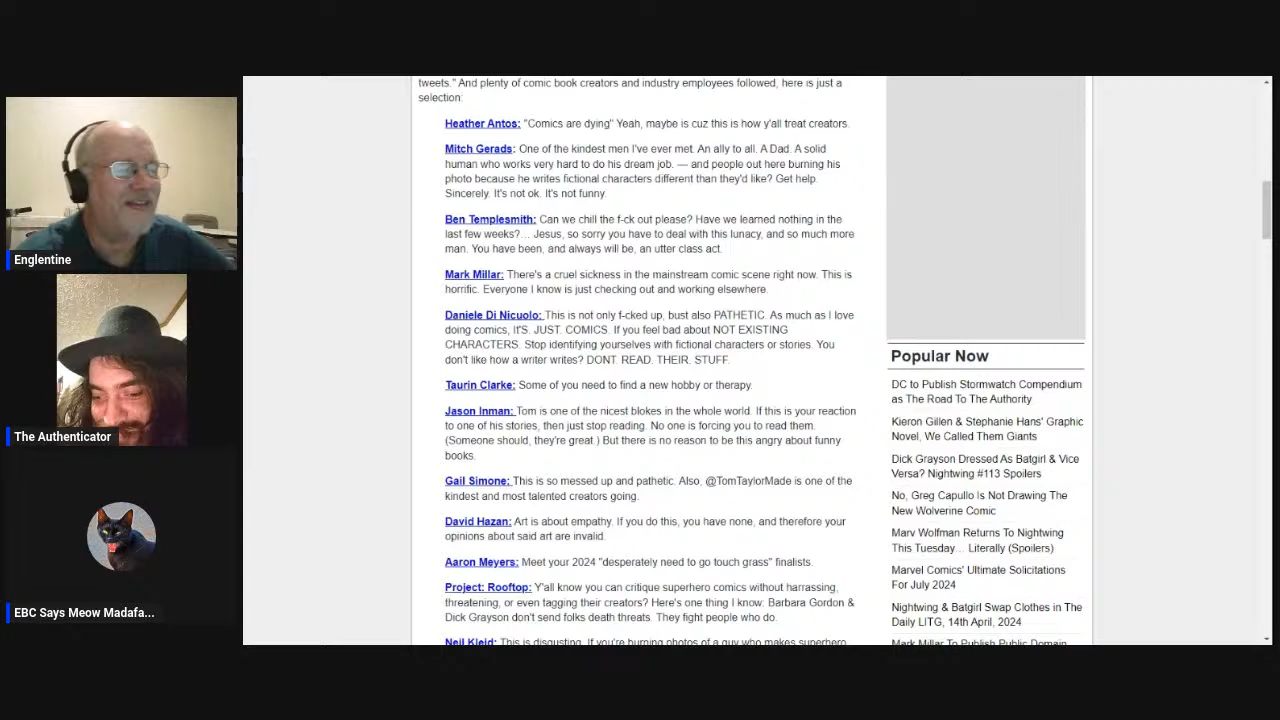 tweets." And plenty of comic book creators and industry employees followed, here is just a
selection:
Heather Antos: "Comics are dying" Yeah, maybe is cuz this is how y'all treat creators.
Mitch Gerads: One of the kindest men I've ever met. An ally to all. A Dad. A solid
human who works very hard to do his dream job. — and people out here burning his
photo because he writes fictional characters different than they'd like? Get help.
Sincerely. It's not ok. It's not funny.
Ben Templesmith: Can we chill the f-ck out please? Have we learned nothing in the
last few weeks?… Jesus, so sorry you have to deal with this lunacy, and so much more
man. You have been, and always will be, an utter class act.
Mark Millar: There's a cruel sickness in the mainstream comic scene right now. This is
horrific. Everyone I know is just checking out and working elsewhere.
Daniele Di Nicuolo: This is not only f-cked up, bust also PATHETIC. As much as I love
doing comics, it'S. JUST. COMICS. If you feel bad about NOT EXISTING
CHARACTERS. Stop identifying yourselves with fictional characters or stories. You
don't like how a writer writes? DONT. READ. THEIR. STUFF.
Taurin Clarke: Some of you need to find a new hobby or therapy.
Jason Inman: Tom is one of the nicest blokes in the whole world. If this is your reaction
to one of his stories, then just stop reading. No one is forcing you to read them.
(Someone should, they're great.) But there is no reason to be this angry about funny
books.
Gail Simone: This is so messed up and pathetic. Also, @TomTaylorMade is one of the
kindest and most talented creators going.
David Hazan: Art is about empathy. If you do this, you have none, and therefore your
opinions about said art are invalid.
Aaron Meyers: Meet your 2024 "desperately need to go touch grass" finalists.
Project: Rooftop: Y'all know you can critique superhero comics without harrassing,
threatening, or even tagging their creators? Here's one thing I know: Barbara Gordon &
Dick Grayson don't send folks death threats. They fight people who do.
Neil Kleid: This is disgusting. If you're burning photos of a guy who makes superhero
Popular Now
DC to Publish Stormwatch Compendium
as The Road To The Authority
Kieron Gillen & Stephanie Hans' Graphic
Novel, We Called Them Giants
Dick Grayson Dressed As Batgirl & Vice
Versa? Nightwing #113 Spoilers
No, Greg Capullo Is Not Drawing The
New Wolverine Comic
Marv Wolfman Returns To Nightwing
This Tuesday… Literally (Spoilers)
Marvel Comics' Ultimate Solicitations
For July 2024
Nightwing & Batgirl Swap Clothes in The
Daily LITG, 14th April, 2024
Mark Millar To Publish Public Domain
Englentine
The Authenticator
EBC Says Meow Madafa...